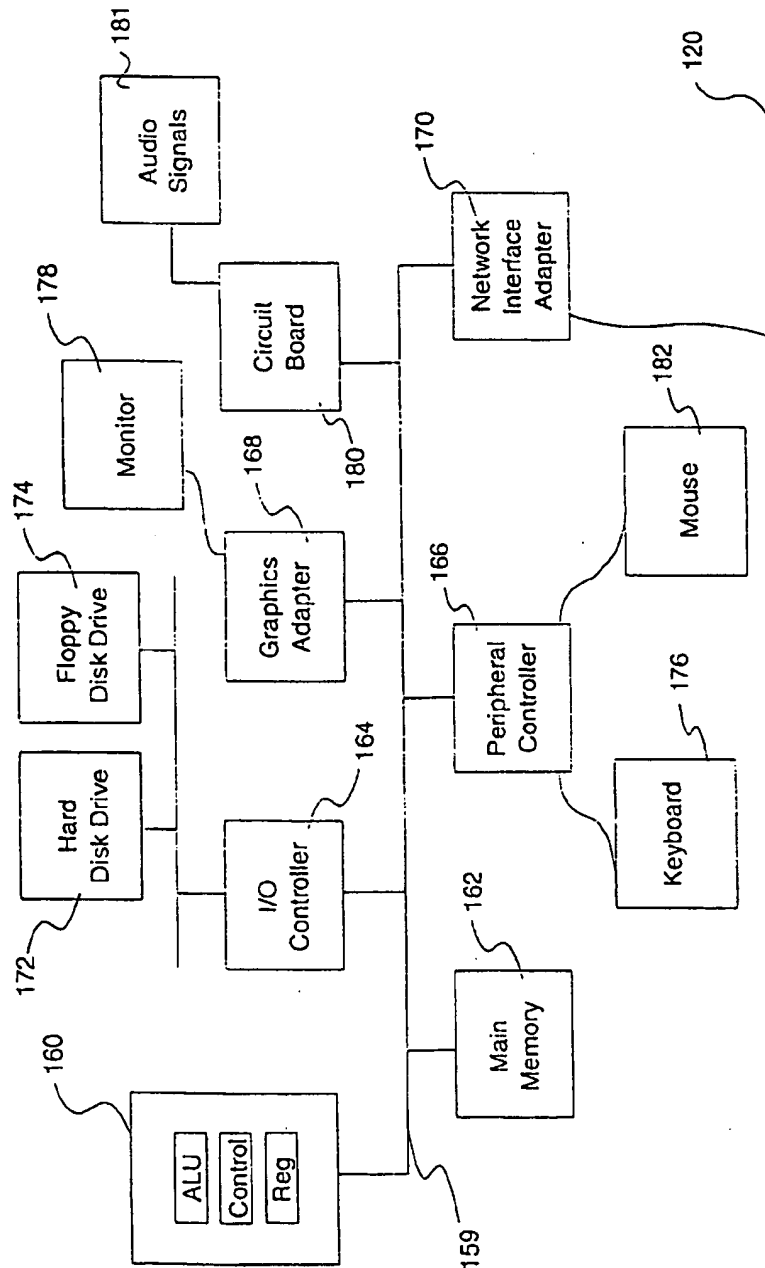 160
ALU
Control
Reg
159
172
Hard
Disk Drive
174
Floppy
Disk Drive
178
Monitor
181
Audio
Signals
I/O
Controller
164
Graphics
Adapter
168
Circuit
Board
180
Main
Memory
162
Peripheral
Controller
166
Network
Interface
Adapter
170
Keyboard
176
Mouse
182
120